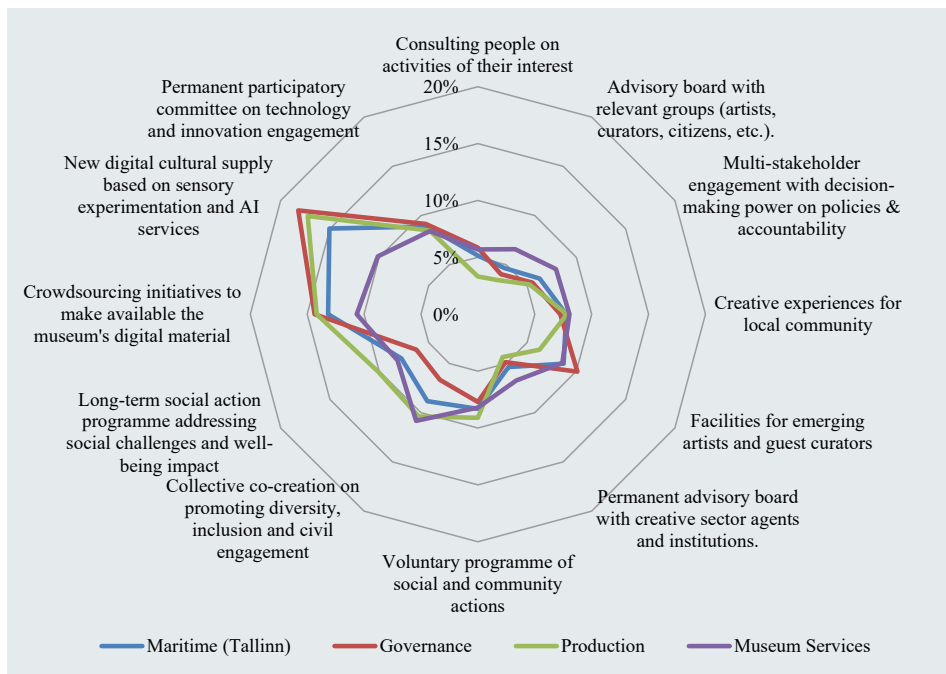 Consulting people on
activities of their interest
20%
15%
10%
5%
0%
Advisory board with
relevant groups (artists,
curators, citizens, etc.).
Multi-stakeholder
engagement with decision-
making power on policies &
accountability
Creative experiences for
local community
Facilities for emerging
artists and guest curators
Permanent advisory board
with creative sector agents
and institutions.
Voluntary programme of
social and community
actions
Collective co-creation on
promoting diversity,
inclusion and civil
engagement
Long-term social action
programme addressing
social challenges and well-
being impact
Crowdsourcing initiatives to
make available the
museum's digital material
New digital cultural supply
based on sensory
experimentation and AI
services
Permanent participatory
committee on technology
and innovation engagement
Maritime (Tallinn)
Governance
Production
Museum Services